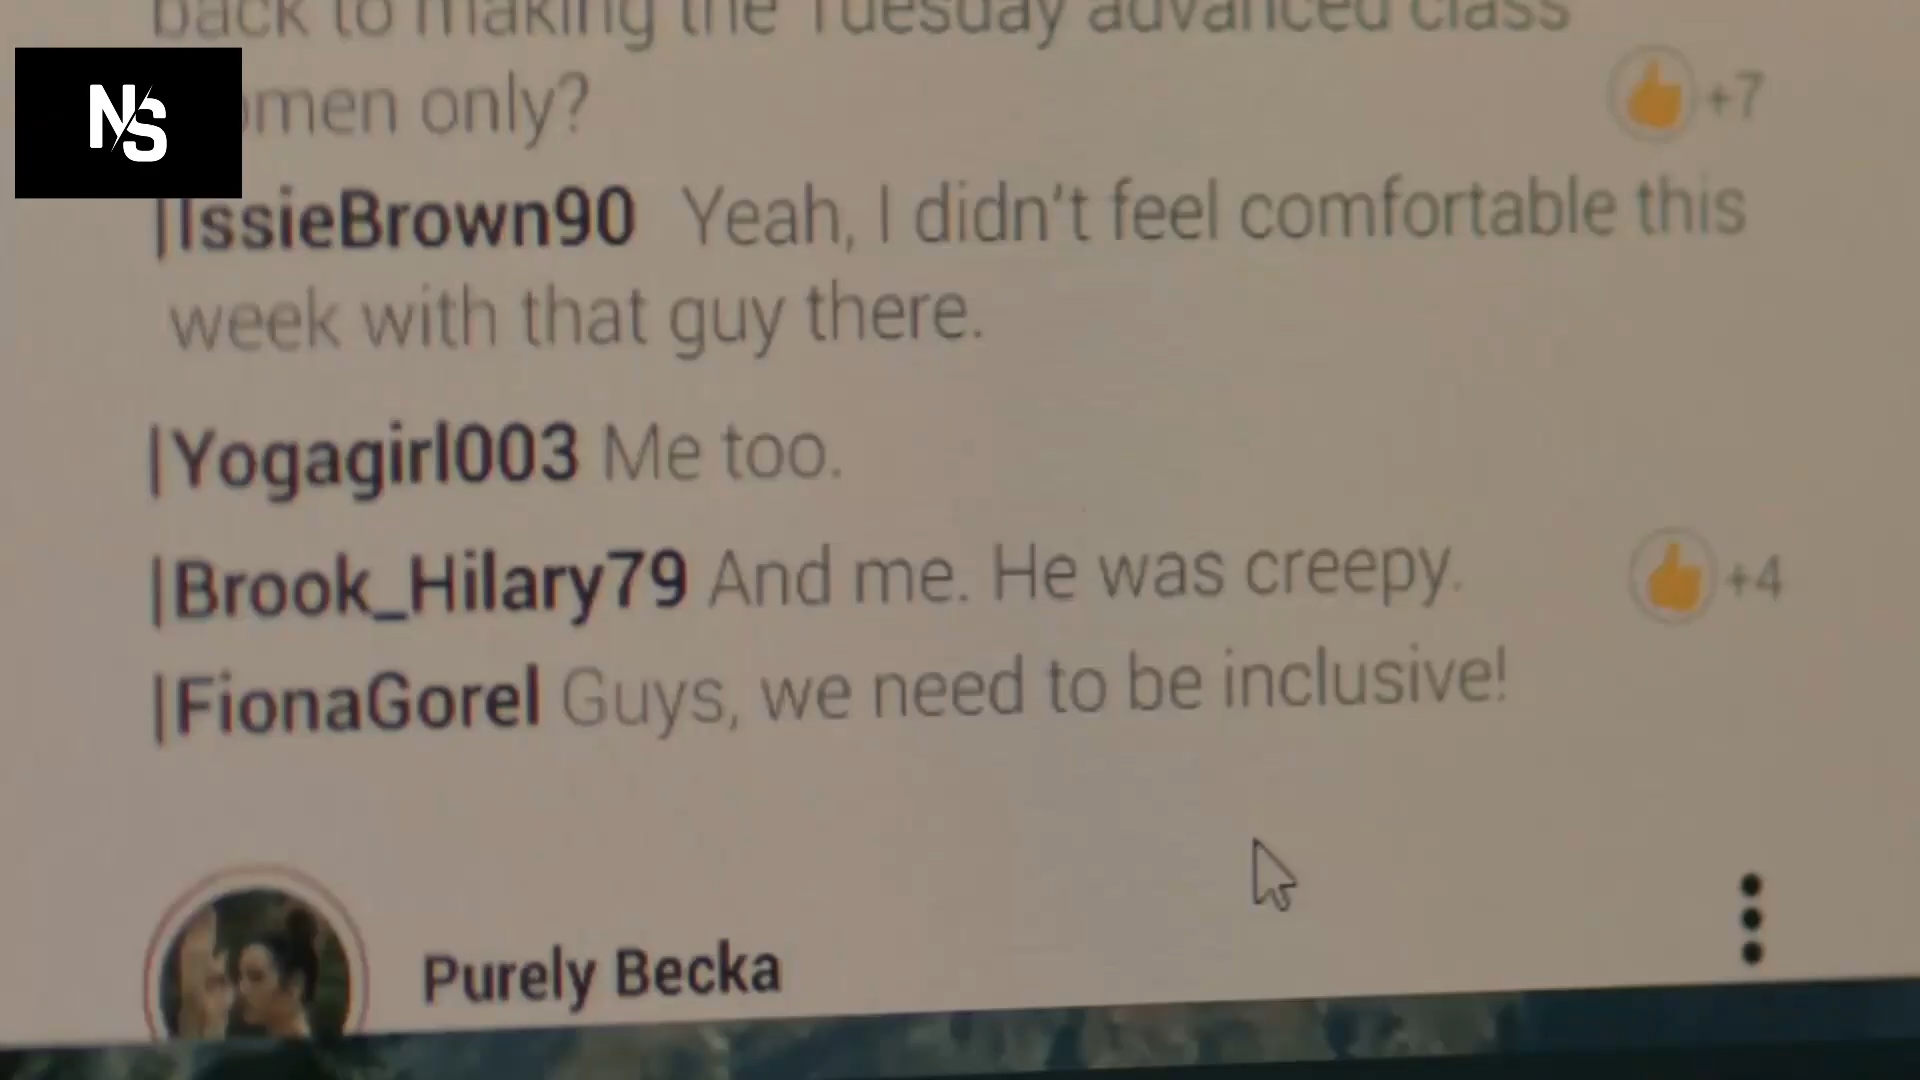 back to making the Tuesday advanced class
omen only?
+7
NS
|IssieBrown90 Yeah, I didn't feel comfortable this
week with that guy there.
|Yogagirl003 Me too.
|Brook_Hilary79 And me. He was creepy.
+4
|FionaGorel Guys, we need to be inclusive!
Purely Becka